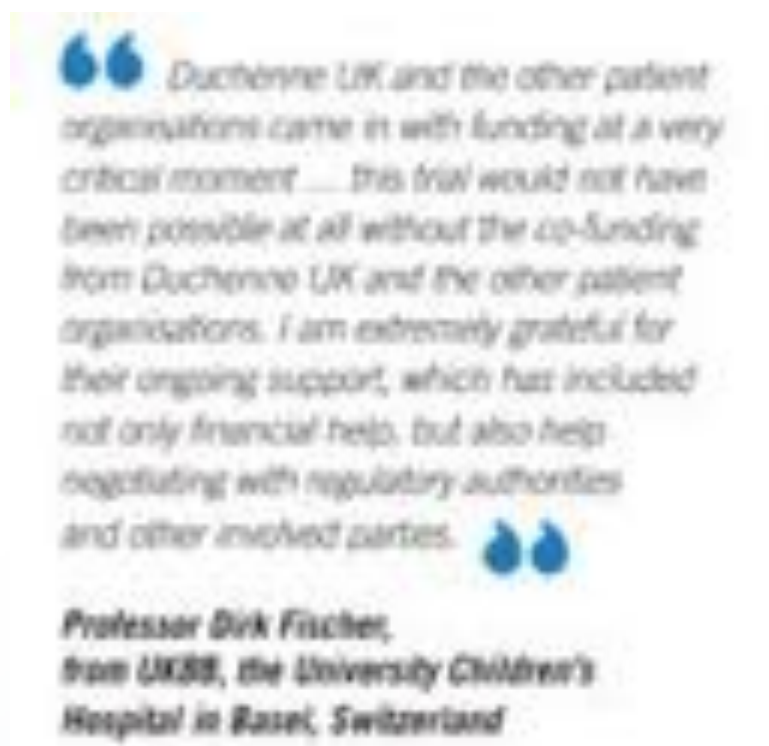 “ Duchenne UK and the other patient
organisations came in with funding at a very
critical moment ... this trial would not have
been possible at all without the co-funding
from Duchenne UK and the other patient
organisations. I am extremely grateful for
their ongoing support, which has included
not only financial help, but also help
negotiating with regulatory authorities
and other involved parties. ”
Professor Dirk Fischer,
from UKBB, the University Children's
Hospital in Basel, Switzerland